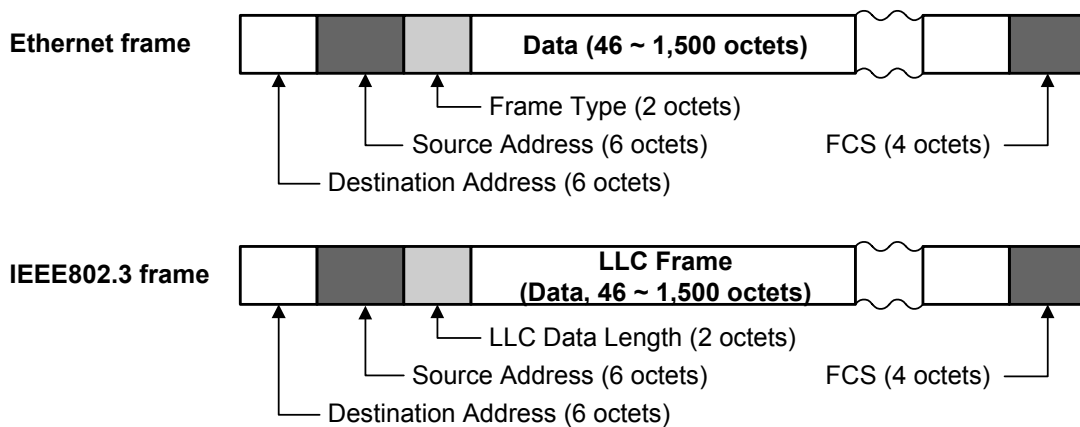 Ethernet frame
Data (46 ~ 1,500 octets)
Frame Type (2 octets)
Source Address (6 octets)
FCS (4 octets)
Destination Address (6 octets)
IEEE802.3 frame
LLC Frame
(Data, 46 ~ 1,500 octets)
LLC Data Length (2 octets)
Source Address (6 octets)
FCS (4 octets)
Destination Address (6 octets)